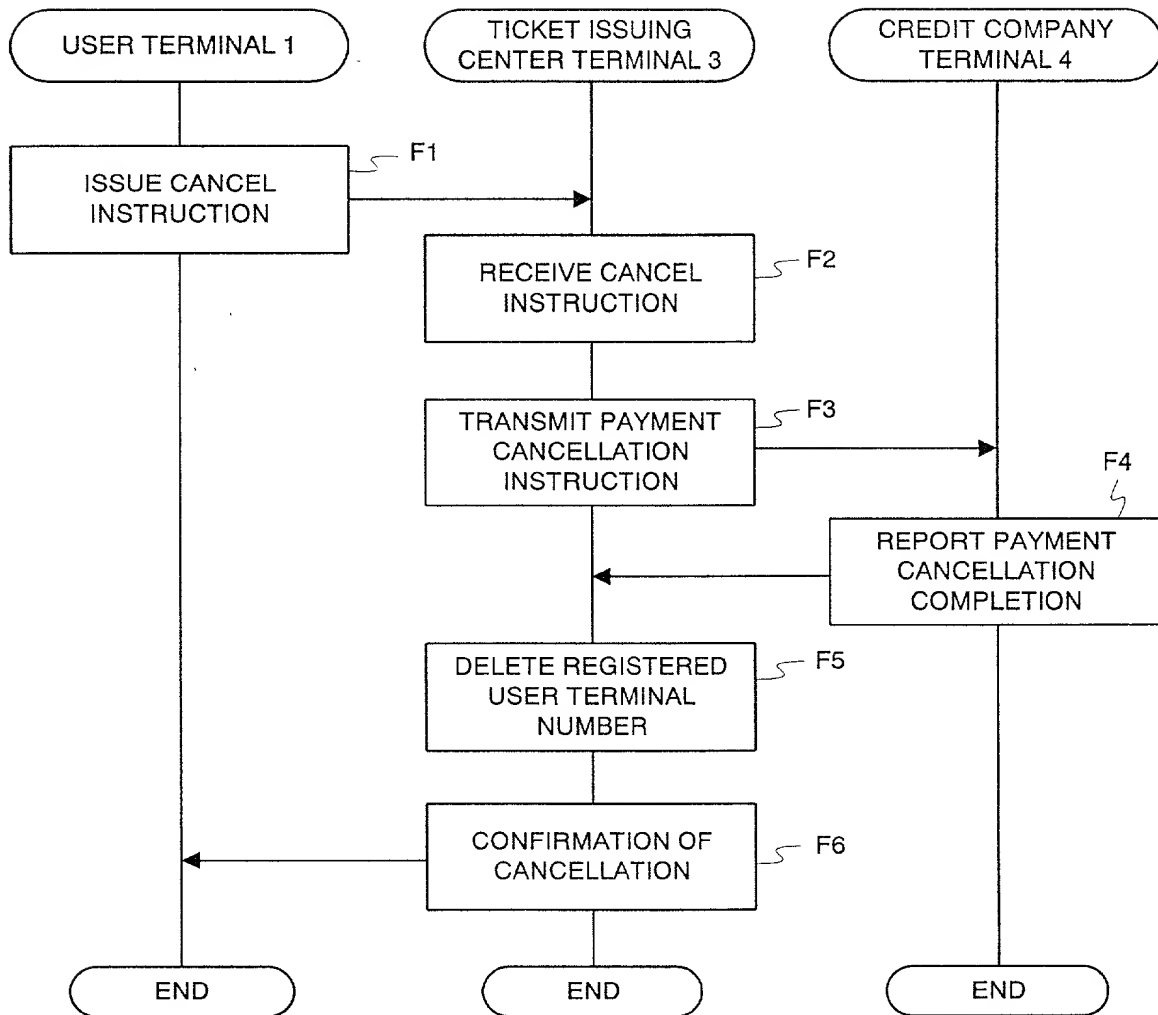 USER TERMINAL 1
TICKET ISSUING
CENTER TERMINAL 3
CREDIT COMPANY
TERMINAL 4
F1
ISSUE CANCEL
INSTRUCTION
F2
RECEIVE CANCEL
INSTRUCTION
F3
TRANSMIT PAYMENT
CANCELLATION
INSTRUCTION
F4
REPORT PAYMENT
CANCELLATION
COMPLETION
F5
DELETE REGISTERED
USER TERMINAL
NUMBER
F6
CONFIRMATION OF
CANCELLATION
END
END
END